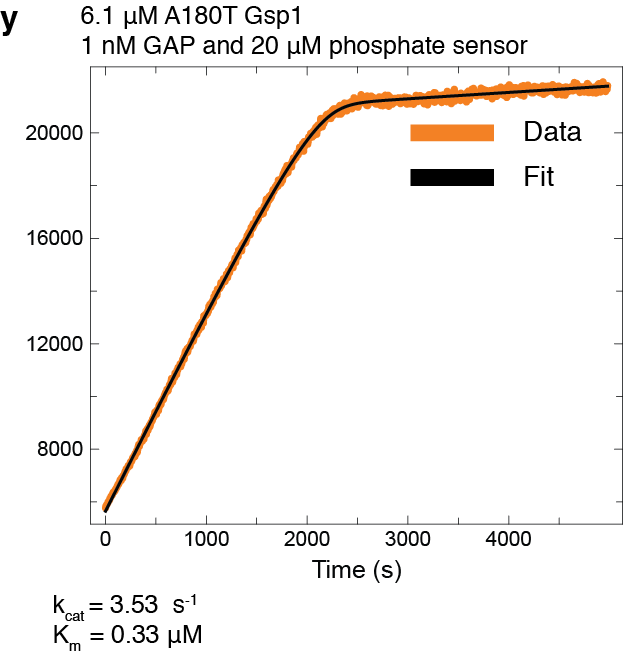 y
6.1 µM A180T Gsp1
1 nM GAP and 20 µM phosphate sensor
20000
Data
Fit
16000
12000
8000
0 1000 2000 3000 4000
Time (s)
kcat = 3.53 s-1
Km = 0.33 µM